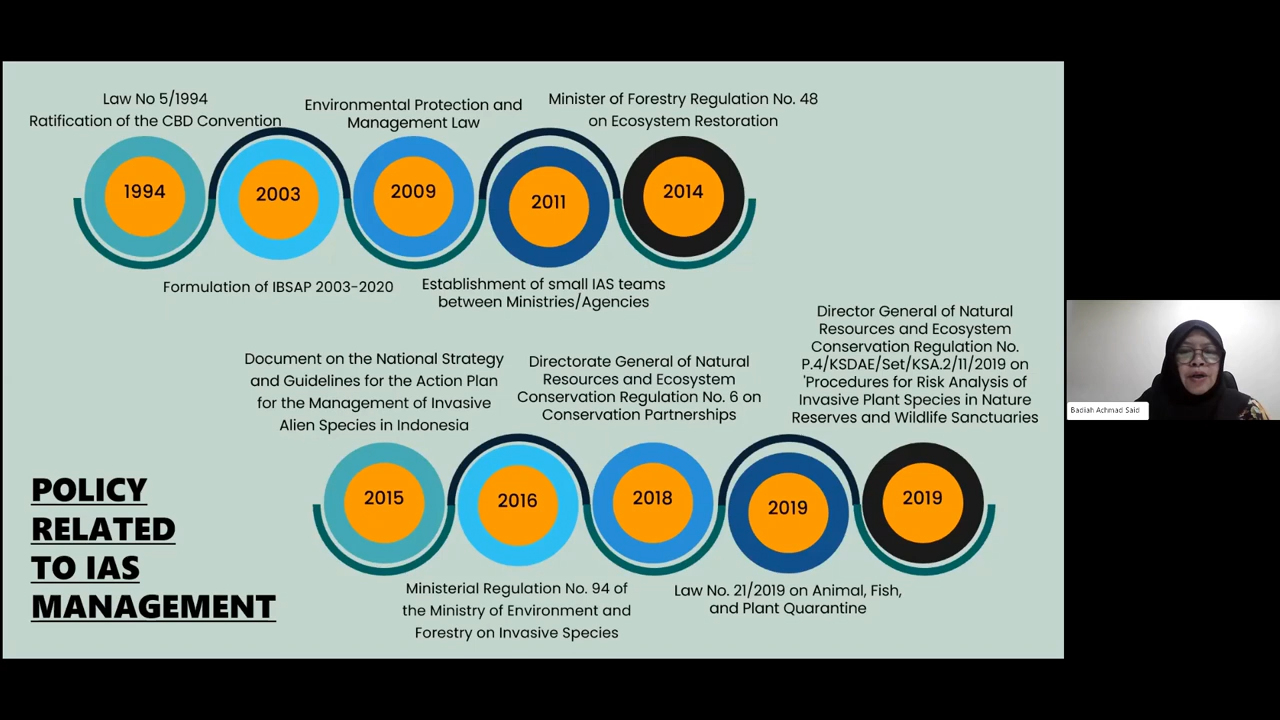 Law No 5/1994
Ratification of the CBD Convention
Environmental Protection and
Management Law
Minister of Forestry Regulation No. 48
on Ecosystem Restoration
1994
2003
2009
2011
2014
Formulation of IBSAP 2003-2020
Establishment of small IAS teams
between Ministries/Agencies
Document on the National Strategy
and Guidelines for the Action Plan
for the Management of Invasive
Alien Species in Indonesia
Directorate General of Natural
Resources and Ecosystem
Conservation Regulation No. 6 on
Conservation Partnerships
Director General of Natural
Resources and Ecosystem
Conservation Regulation No.
P.4/KSDAE/Set/KSA.2/11/2019 on
'Procedures for Risk Analysis of
Invasive Plant Species in Nature
Reserves and Wildlife Sanctuaries
2015
2016
2018
2019
2019
Ministerial Regulation No. 94 of
the Ministry of Environment and
Forestry on Invasive Species
Law No. 21/2019 on Animal, Fish,
and Plant Quarantine
POLICY
RELATED
TO IAS
MANAGEMENT
Badiah Achmad Said